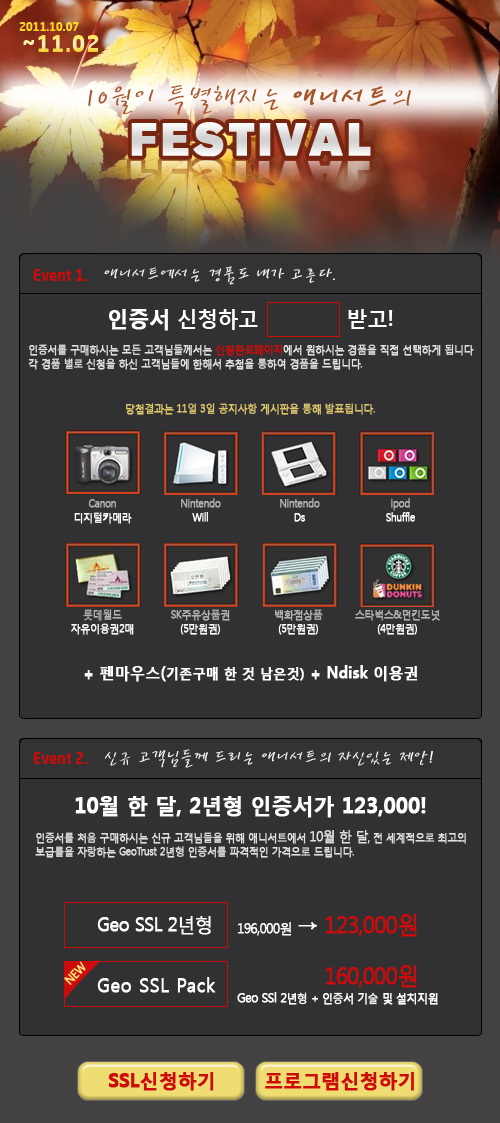 2011.10.07
~11.02
10월이 특별해지는 애니서트의
FESTIVAL
Event 1. 애니서트에서는 경품도 내가 고른다.
인증서 신청하고 받고!
인증서를 구매하시는 모든 고객님들께서는 신청완료페이지에서 원하시는 경품을 직접 선택하게 됩니다
각 경품 별로 신청을 하신 고객님들에 한해서 추첨을 통하여 경품을 드립니다.
당첨결과는 11일 3일 공지사항 게시판을 통해 발표됩니다.
Canon Nintendo Nintendo ipod
디지털카메라 Will Ds Shuffle
STARBUCKS COFFEE
DUNKIN
DONUTS
롯데월드 SK주유상품권 백화점상품 스타벅스&던킨도넛
자유이용권2매 (5만원권) (5만원권) (4만원권)
+ 펜마우스(기존구매 한 것 남은것) + Ndisk 이용권
Event 2. 신규 고객님들께 드리는 애니서트의 자신있는 제안!
10월 한 달, 2년형 인증서가 123,000!
인증서를 처음 구매하시는 신규 고객님들을 위해 애니서트에서 10월 한 달, 전 세계적으로 최고의
보급률을 자랑하는 GeoTrust 2년형 인증서를 파격적인 가격으로 드립니다.
Geo SSL 2년형 196,000원 → 123,000원
NEW Geo SSL Pack 160,000원
Geo SSl 2년형 + 인증서 기술 및 설치지원
SSL신청하기 프로그램신청하기